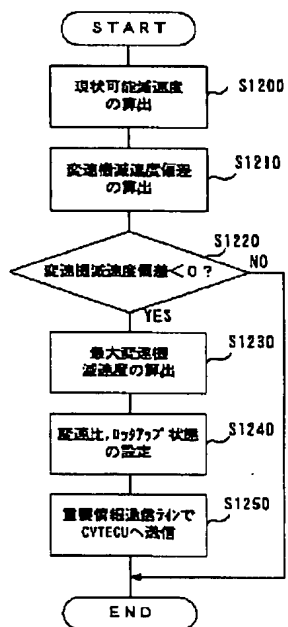 START
現状可能減速度
の算出
S1200
変速機減速度偏差
の算出
S1210
S1220
変速機減速度偏差<0?
NO
YES
最大変速機
減速度の算出
S1230
変速比,ロックアップ状態
の設定
S1240
重要情報通信ラインで
CVTECUへ送信
S1250
END